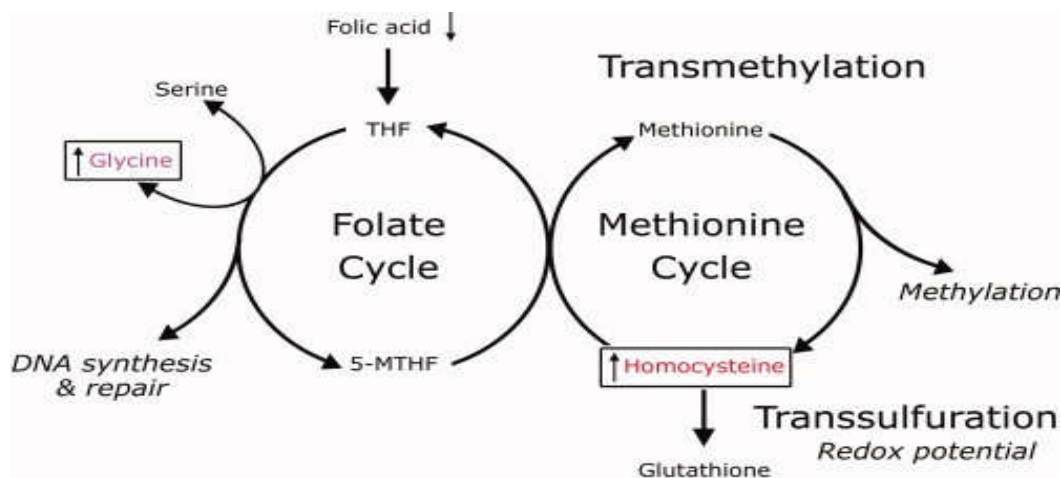 Folic acid ↓
Transmethylation
Serine
THF
Methionine
↑ Glycine
Folate
Cycle
Methionine
Cycle
Methylation
DNA synthesis
& repair
5-MTHF
↑ Homocysteine
Transsulfuration
Redox potential
Glutathione